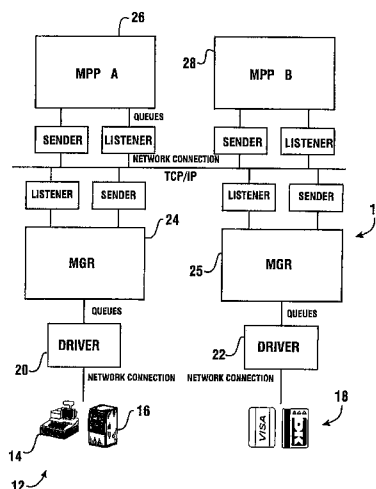 26
MPP A
28
MPP B
QUEUES
SENDER
LISTENER
SENDER
LISTENER
NETWORK CONNECTION
TCP/IP
LISTENER
SENDER
LISTENER
SENDER
24
1
MGR
25
MGR
QUEUES
QUEUES
DRIVER
20
22
DRIVER
NETWORK CONNECTION
NETWORK CONNECTION
16
18
14
VISA
12